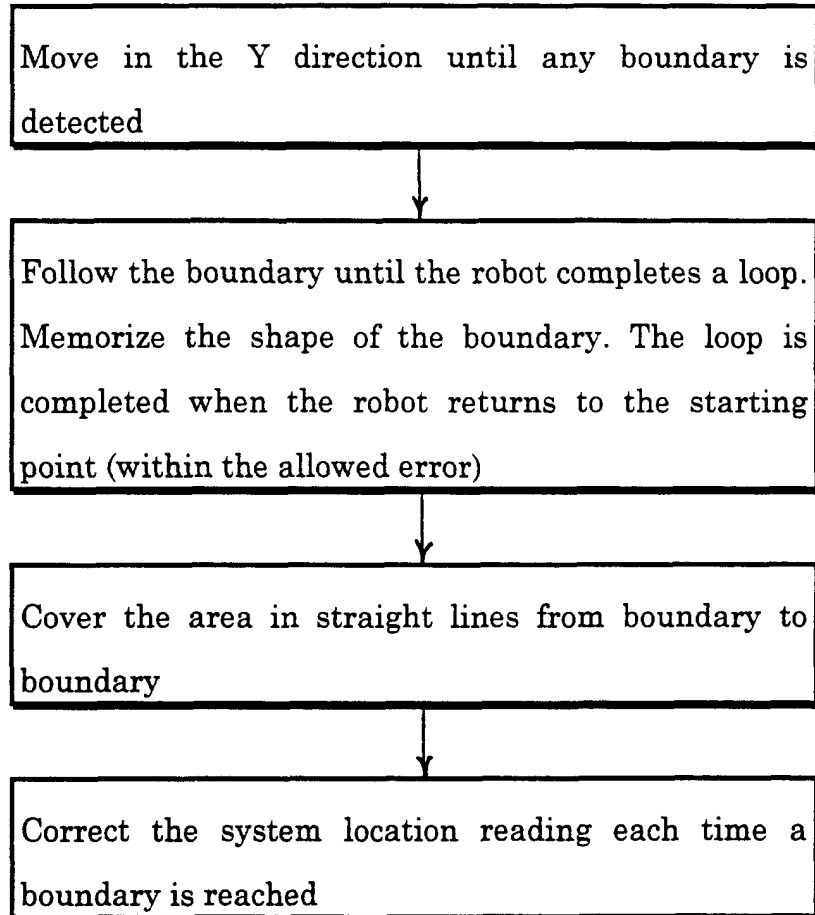 Move in the Y direction until any boundary is
detected
Follow the boundary until the robot completes a loop.
Memorize the shape of the boundary. The loop is
completed when the robot returns to the starting
point (within the allowed error)
Cover the area in straight lines from boundary to
boundary
Correct the system location reading each time a
boundary is reached